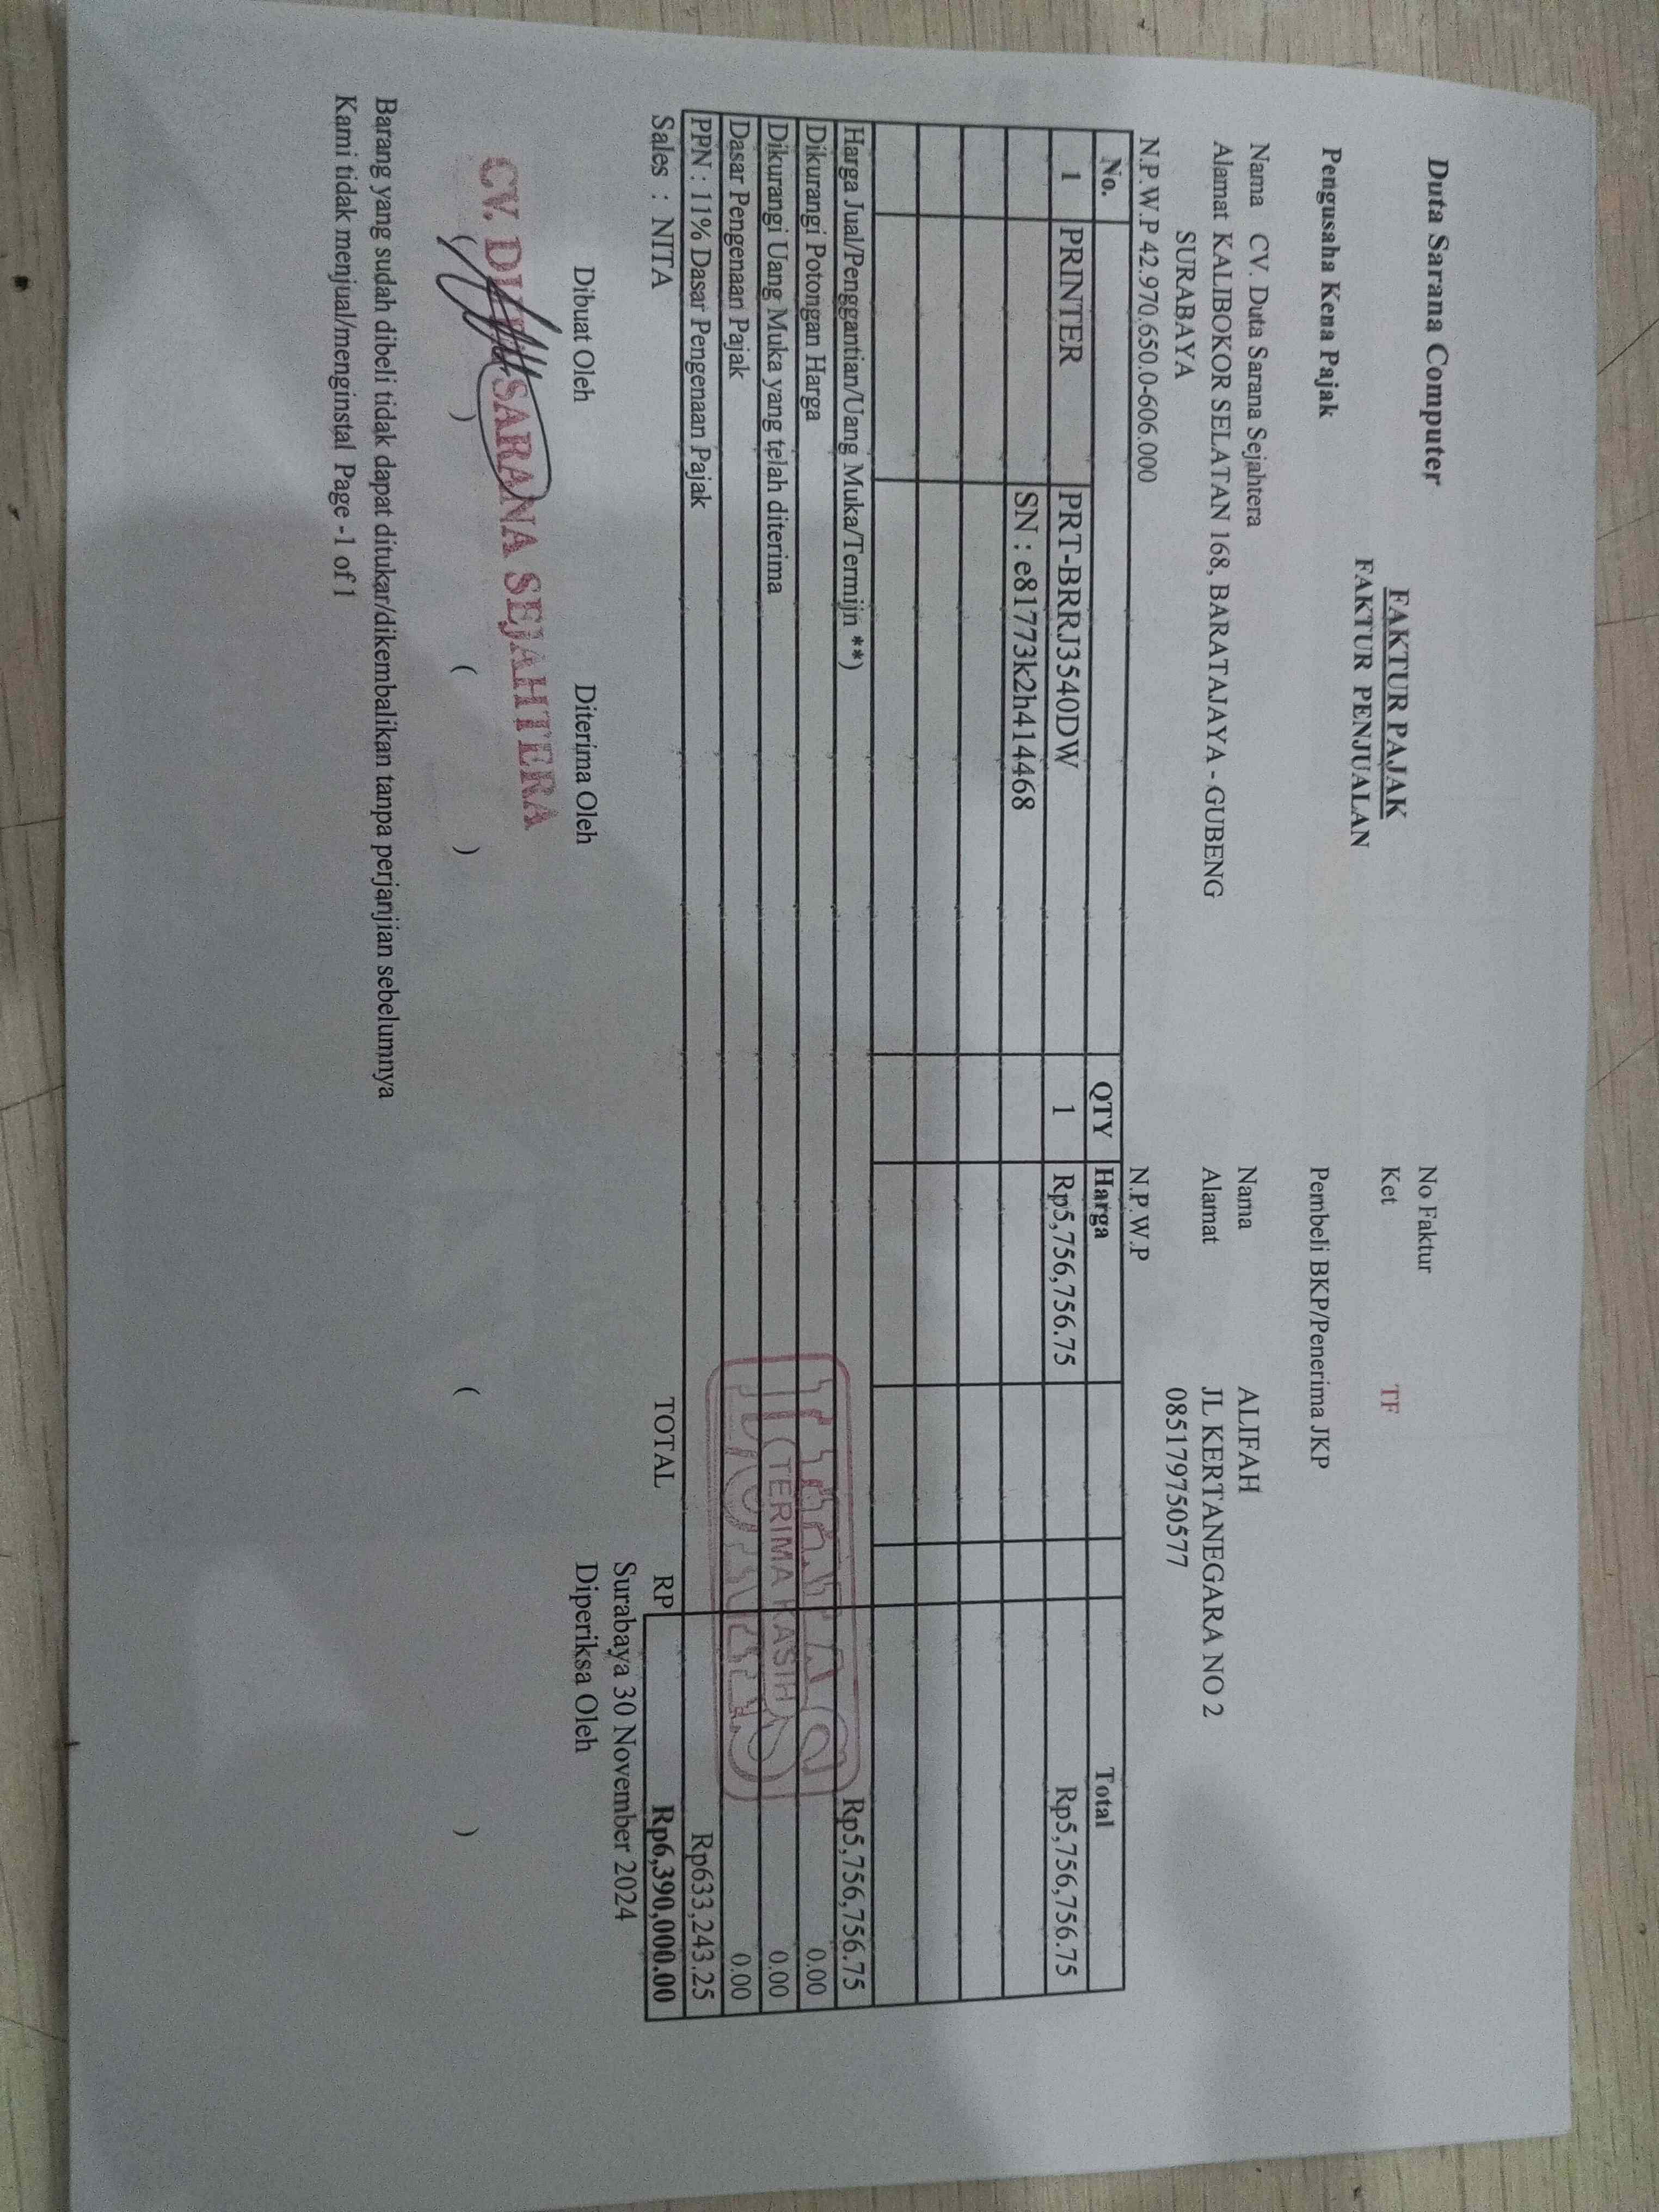 Duta Sarana Computer
No Faktur
FAKTUR PAJAK
Ket TF
FAKTUR PENJUALAN
Pengusaha Kena Pajak
Pembeli BKP/Penerima JKP
Nama CV. Duta Sarana Sejahtera
Nama ALIFAH
Alamat KALIBOKOR SELATAN 168, BARATAJAYA - GUBENG
Alamat JL KERTANEGARA NO 2
SURABAYA
085179750577
N.P.W.P 42.970.650.0-606.000
N.P.W.P
No. QTY Harga Total
1 PRINTER PRT-BRRJ3540DW 1 Rp5,756,756.75 Rp5,756,756.75
SN : e81773k2h414468
Harga Jual/Penggantian/Uang Muka/Termijn **) Rp5,756,756.75
Dikurangi Potongan Harga 0.00
Dikurangi Uang Muka yang telah diterima 0.00
Dasar Pengenaan Pajak 0.00
PPN : 11% Dasar Pengenaan Pajak Rp633,243.25
Sales : NITA TOTAL RP Rp6,390,000.00
TERIMA KASIH
Surabaya 30 November 2024
Dibuat Oleh Diterima Oleh Diperiksa Oleh
CV. DUTA SARANA SEJAHTERA
( ) ( ) ( )
Barang yang sudah dibeli tidak dapat ditukar/dikembalikan tanpa perjanjian sebelumnya
Kami tidak menjual/menginstal Page -1 of 1